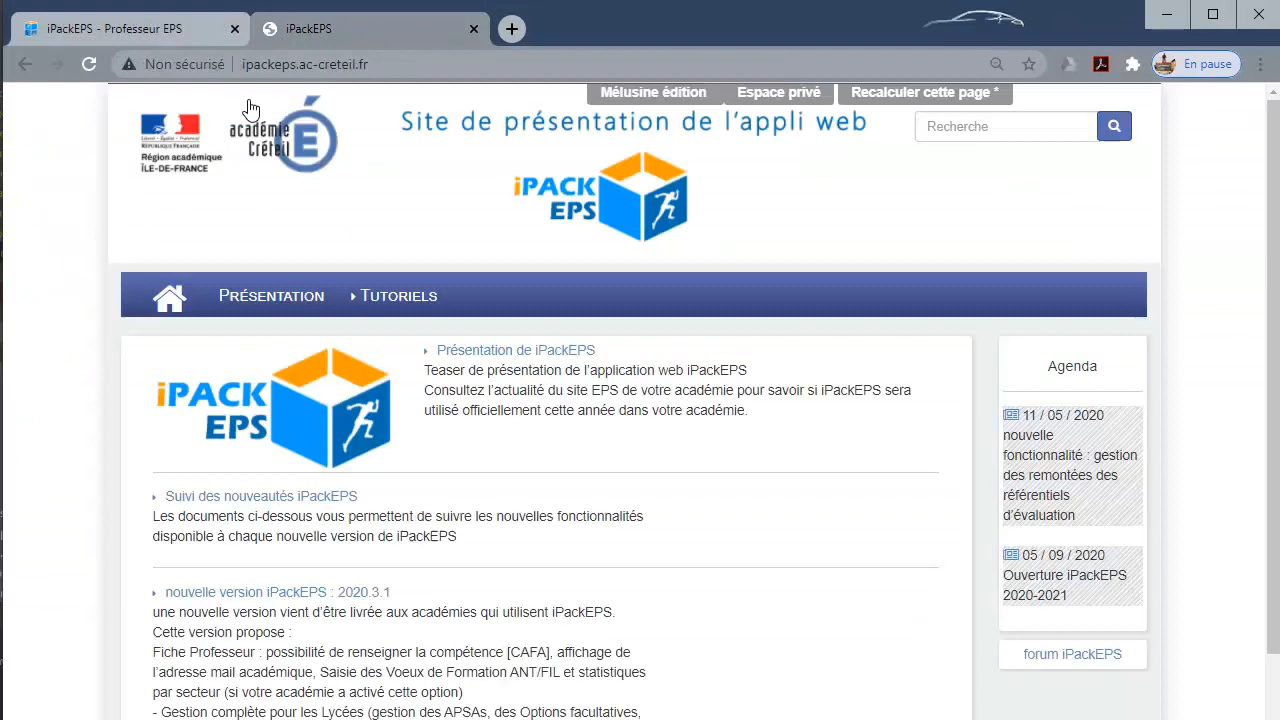 iPackEPS - Professeur EPS
iPackEPS
Non sécurisé
ipackeps.ac-creteil.fr
En pause
Mélusine édition
Espace privé
Recalculer cette page *
académie
Créteil
RÉPUBLIQUE FRANÇAISE
Région académique
ÎLE-DE-FRANCE
Site de présentation de l'appli web
Recherche
iPACK
EPS
PRÉSENTATION
TUTORIELS
iPACK
EPS
Présentation de iPackEPS
Teaser de présentation de l'application web iPackEPS
Consultez l'actualité du site EPS de votre académie pour savoir si iPackEPS sera
utilisé officiellement cette année dans votre académie.
Suivi des nouveautés iPackEPS
Les documents ci-dessous vous permettent de suivre les nouvelles fonctionnalités
disponible à chaque nouvelle version de iPackEPS
nouvelle version iPackEPS : 2020.3.1
une nouvelle version vient d'être livrée aux académies qui utilisent iPackEPS.
Cette version propose :
Fiche Professeur : possibilité de renseigner la compétence [CAFA], affichage de
l'adresse mail académique, Saisie des Voeux de Formation ANT/FIL et statistiques
par secteur (si votre académie a activé cette option)
- Gestion complète pour les Lycées (gestion des APSAs, des Options facultatives,
Agenda
11 / 05 / 2020
nouvelle
fonctionnalité : gestion
des remontées des
référentiels
d'évaluation
05 / 09 / 2020
Ouverture iPackEPS
2020-2021
forum iPackEPS